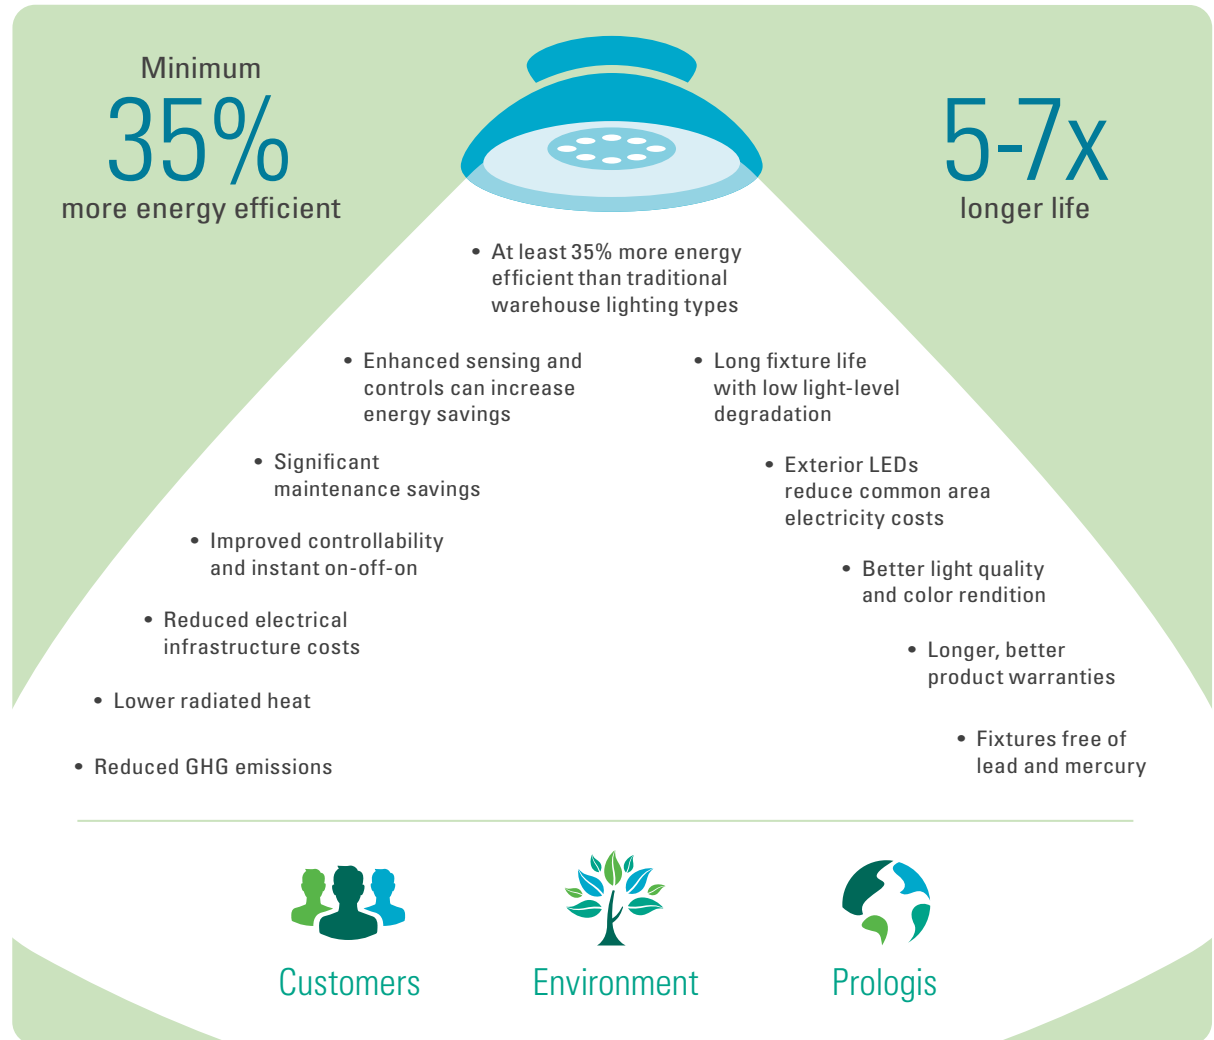 Minimum
35%
more energy efficient
5-7x
longer life
• At least 35% more energy
efficient than traditional
warehouse lighting types
• Enhanced sensing and
controls can increase
energy savings
• Long fixture life
with low light-level
degradation
• Significant
maintenance savings
• Exterior LEDs
reduce common area
electricity costs
• Improved controllability
and instant on-off-on
• Better light quality
and color rendition
• Reduced electrical
infrastructure costs
• Longer, better
product warranties
• Lower radiated heat
• Fixtures free of
lead and mercury
• Reduced GHG emissions
Customers
Environment
Prologis